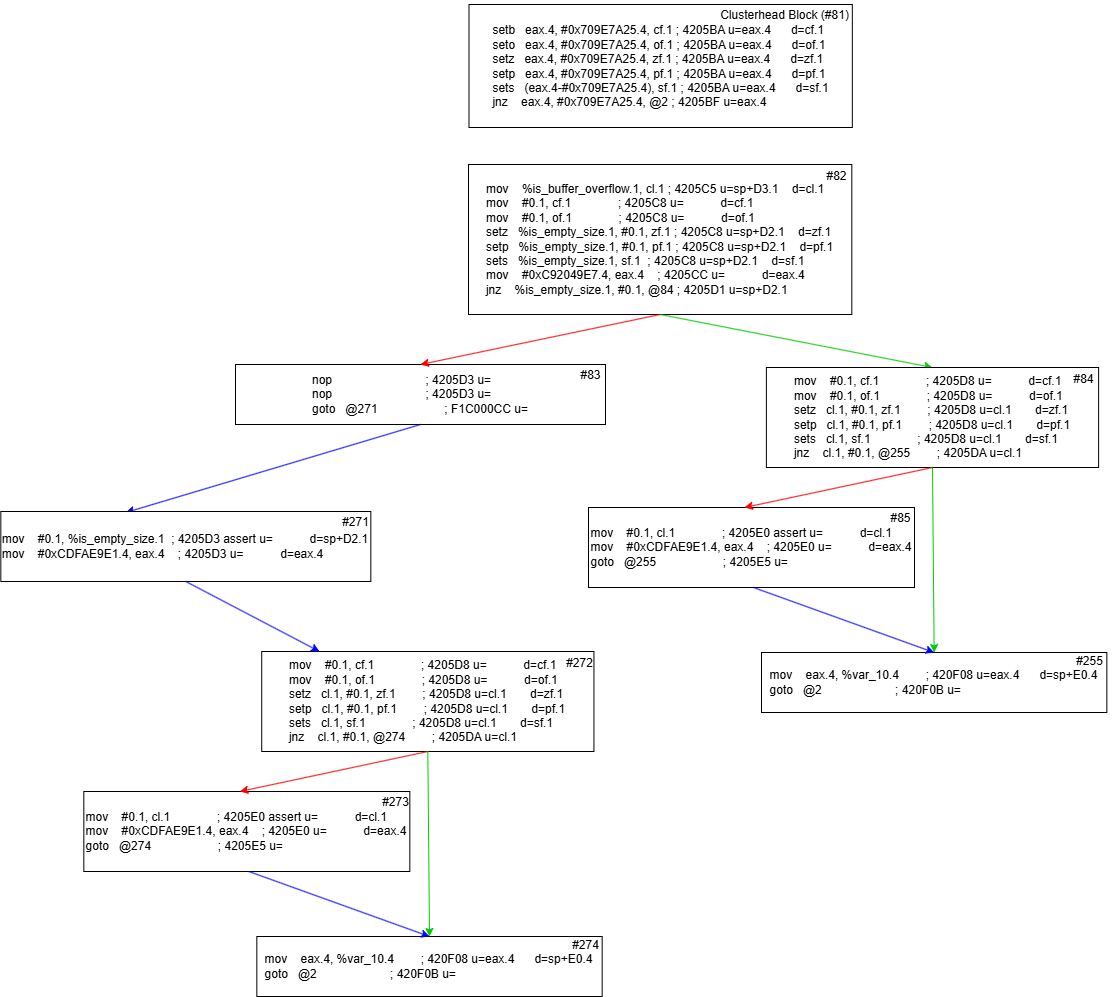 Clusterhead Block (#81)
setb eax.4, #0x709E7A25.4, cf.1 ; 4205BA u=eax.4 d=cf.1
seto eax.4, #0x709E7A25.4, of.1 ; 4205BA u=eax.4 d=of.1
setz eax.4, #0x709E7A25.4, zf.1 ; 4205BA u=eax.4 d=zf.1
setp eax.4, #0x709E7A25.4, pf.1 ; 4205BA u=eax.4 d=pf.1
sets (eax.4-#0x709E7A25.4), sf.1 ; 4205BA u=eax.4 d=sf.1
jnz eax.4, #0x709E7A25.4, @2 ; 4205BF u=eax.4
#82
mov %is_buffer_overflow.1, cl.1 ; 4205C5 u=sp+D3.1 d=cl.1
mov #0.1, cf.1 ; 4205C8 u= d=cf.1
mov #0.1, of.1 ; 4205C8 u= d=of.1
setz %is_empty_size.1, #0.1, zf.1 ; 4205C8 u=sp+D2.1 d=zf.1
setp %is_empty_size.1, #0.1, pf.1 ; 4205C8 u=sp+D2.1 d=pf.1
sets %is_empty_size.1, sf.1 ; 4205C8 u=sp+D2.1 d=sf.1
mov #0xC92049E7.4, eax.4 ; 4205CC u= d=eax.4
jnz %is_empty_size.1, #0.1, @84 ; 4205D1 u=sp+D2.1
#83
nop ; 4205D3 u=
nop ; 4205D3 u=
goto @271 ; F1C000CC u=
#84
mov #0.1, cf.1 ; 4205D8 u= d=cf.1
mov #0.1, of.1 ; 4205D8 u= d=of.1
setz cl.1, #0.1, zf.1 ; 4205D8 u=cl.1 d=zf.1
setp cl.1, #0.1, pf.1 ; 4205D8 u=cl.1 d=pf.1
sets cl.1, sf.1 ; 4205D8 u=cl.1 d=sf.1
jnz cl.1, #0.1, @255 ; 4205DA u=cl.1
#271
mov #0.1, %is_empty_size.1 ; 4205D3 assert u= d=sp+D2.1
mov #0xCDFAE9E1.4, eax.4 ; 4205D3 u= d=eax.4
#85
mov #0.1, cl.1 ; 4205E0 assert u= d=cl.1
mov #0xCDFAE9E1.4, eax.4 ; 4205E0 u= d=eax.4
goto @255 ; 4205E5 u=
#272
mov #0.1, cf.1 ; 4205D8 u= d=cf.1
mov #0.1, of.1 ; 4205D8 u= d=of.1
setz cl.1, #0.1, zf.1 ; 4205D8 u=cl.1 d=zf.1
setp cl.1, #0.1, pf.1 ; 4205D8 u=cl.1 d=pf.1
sets cl.1, sf.1 ; 4205D8 u=cl.1 d=sf.1
jnz cl.1, #0.1, @274 ; 4205DA u=cl.1
#255
mov eax.4, %var_10.4 ; 420F08 u=eax.4 d=sp+E0.4
goto @2 ; 420F0B u=
#273
mov #0.1, cl.1 ; 4205E0 assert u= d=cl.1
mov #0xCDFAE9E1.4, eax.4 ; 4205E0 u= d=eax.4
goto @274 ; 4205E5 u=
#274
mov eax.4, %var_10.4 ; 420F08 u=eax.4 d=sp+E0.4
goto @2 ; 420F0B u=